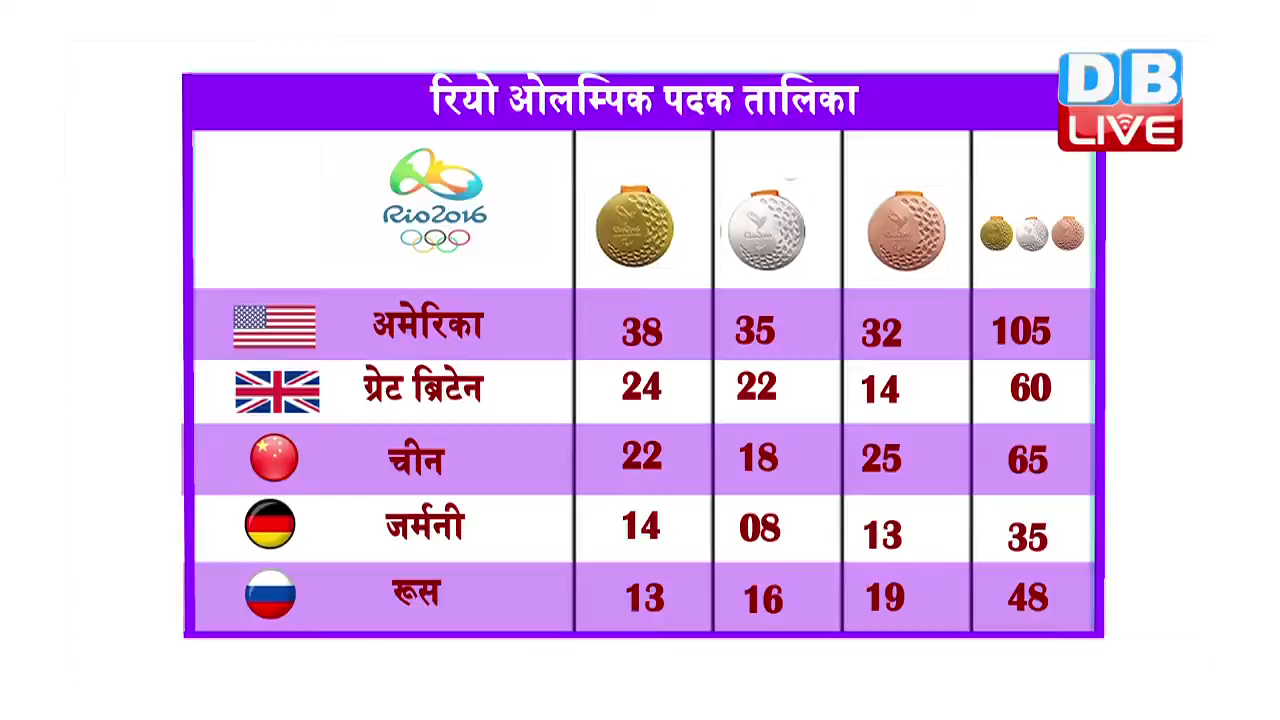 रियो ओलम्पिक पदक तालिका
DB
LIVE
Rio2016
अमेरिका 38 35 32 105
ग्रेट ब्रिटेन 24 22 14 60
चीन 22 18 25 65
जर्मनी 14 08 13 35
रूस 13 16 19 48